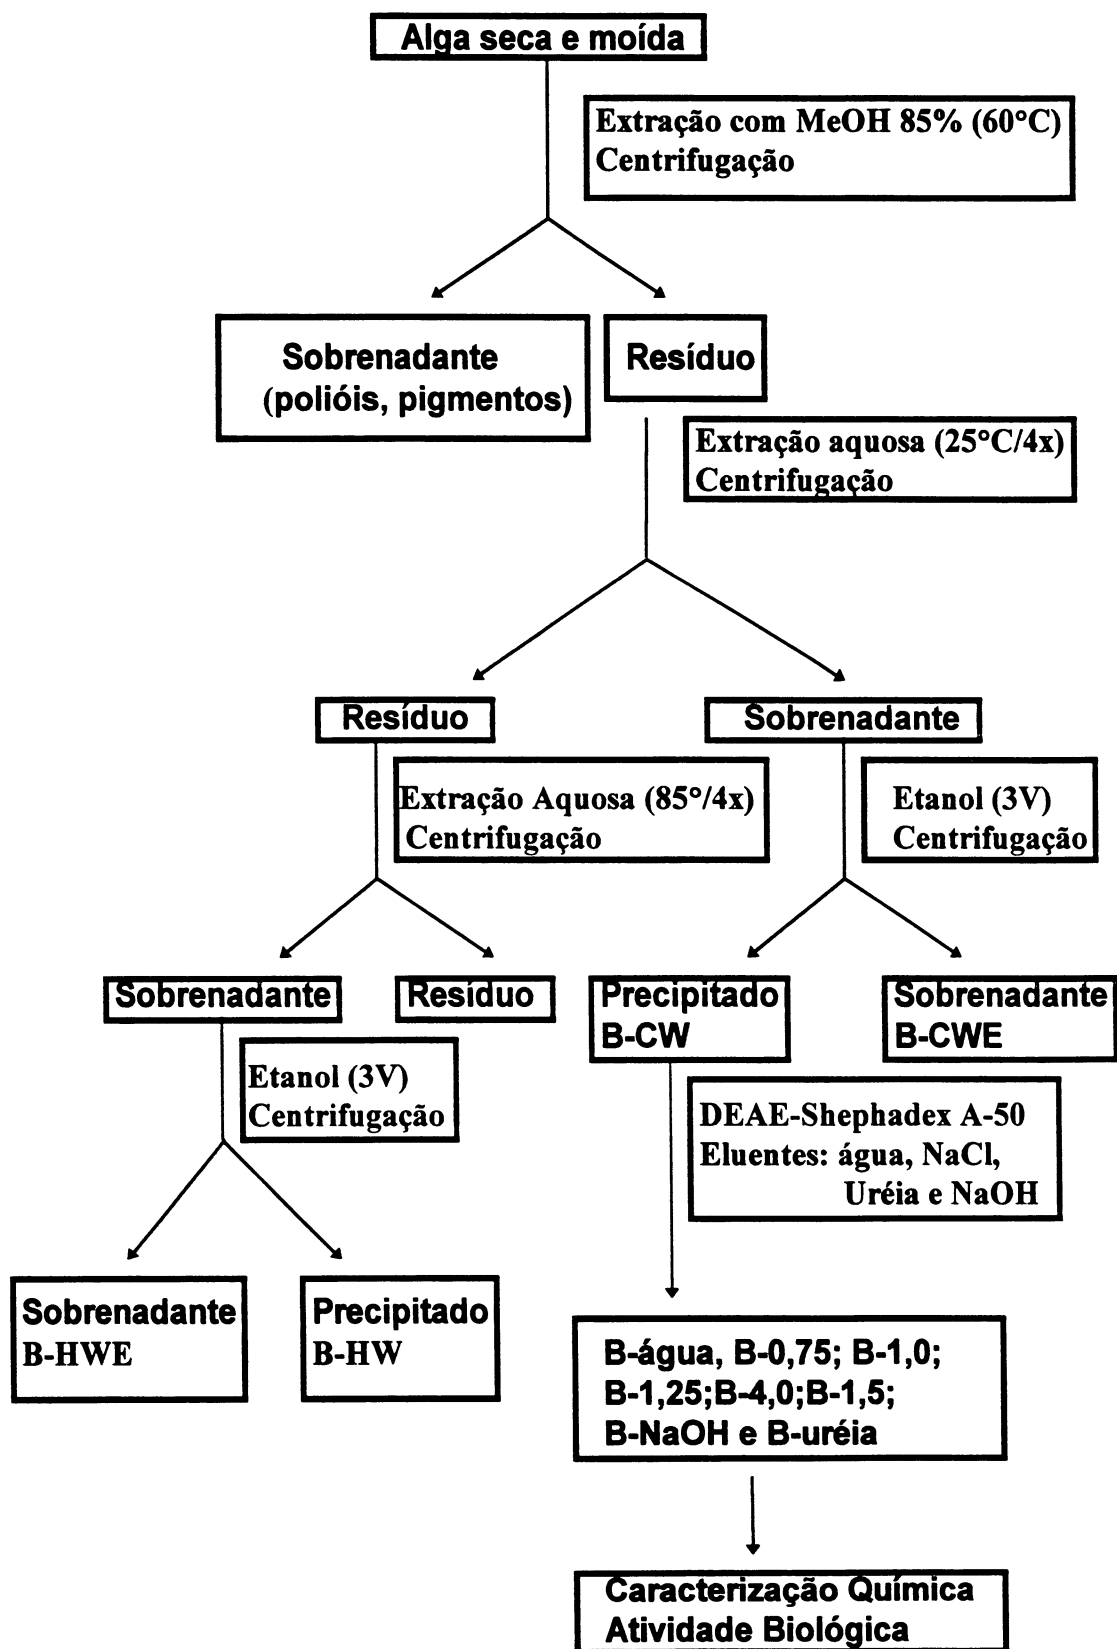 Alga seca e moída
Extração com MeOH 85% (60°C)
Centrifugação
Sobrenadante
(polióis, pigmentos)
Resíduo
Extração aquosa (25°C/4x)
Centrifugação
Resíduo
Sobrenadante
Extração Aquosa (85°/4x)
Centrifugação
Etanol (3V)
Centrifugação
Sobrenadante
Resíduo
Precipitado
B-CW
Sobrenadante
B-CWE
Etanol (3V)
Centrifugação
DEAE-Shephadex A-50
Eluentes: água, NaCl,
Uréia e NaOH
Sobrenadante
B-HWE
Precipitado
B-HW
B-água, B-0,75; B-1,0;
B-1,25;B-4,0;B-1,5;
B-NaOH e B-uréia
Caracterização Química
Atividade Biológica